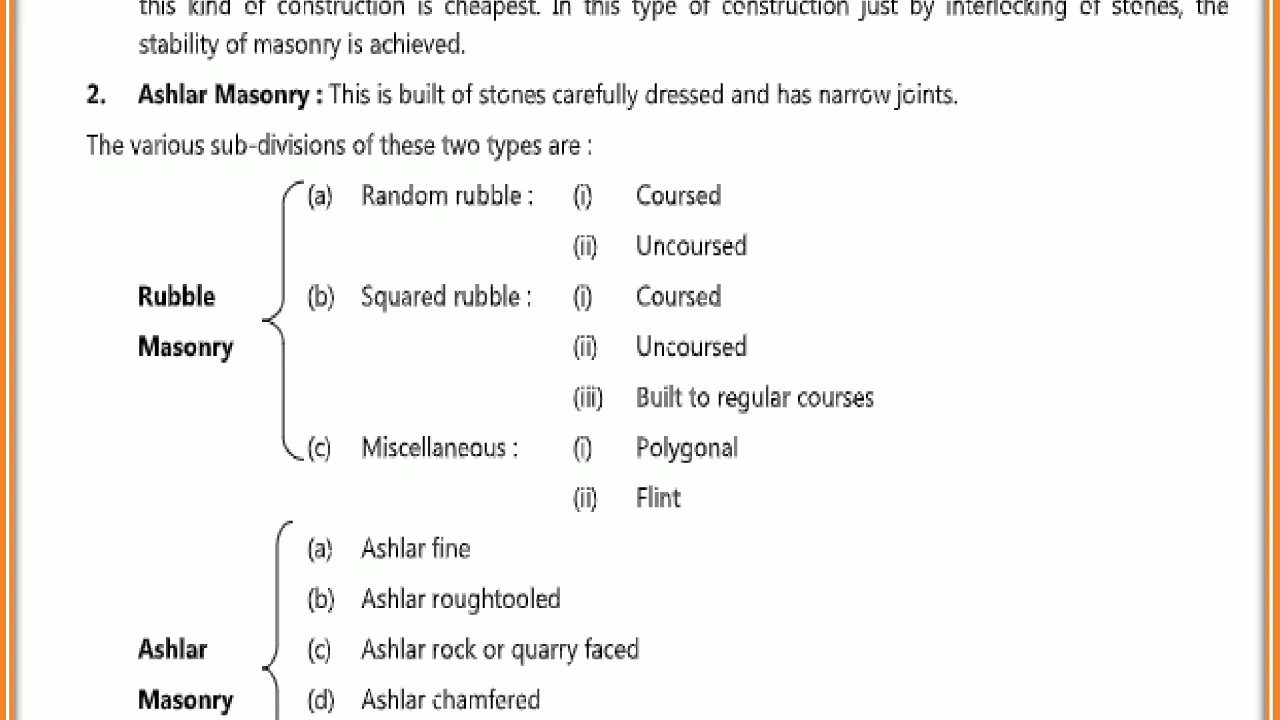 this kind of construction is cheapest. In this type of construction just by interlocking of stones, the
stability of masonry is achieved.
2. Ashlar Masonry : This is built of stones carefully dressed and has narrow joints.
The various sub-divisions of these two types are :
(a) Random rubble : (i) Coursed
(ii) Uncoursed
Rubble (b) Squared rubble : (i) Coursed
Masonry (ii) Uncoursed
(iii) Built to regular courses
(c) Miscellaneous : (i) Polygonal
(ii) Flint
(a) Ashlar fine
(b) Ashlar roughtooled
Ashlar (c) Ashlar rock or quarry faced
Masonry (d) Ashlar chamfered